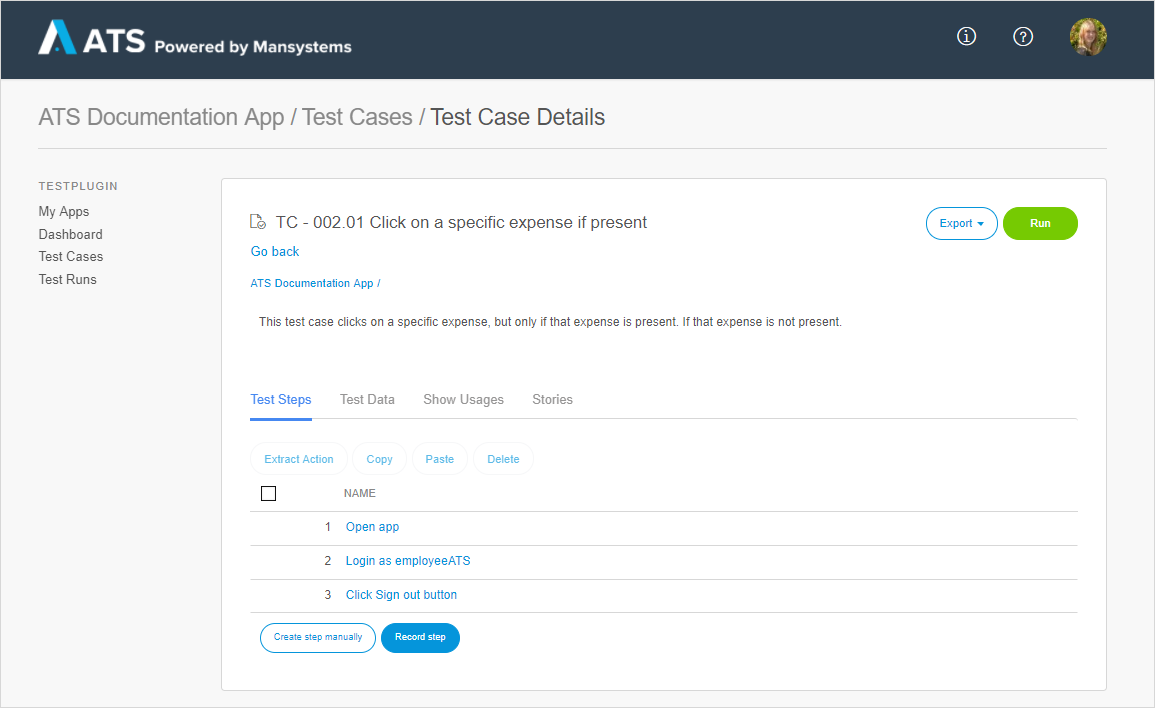 ATS Powered by Mansystems
ATS Documentation App / Test Cases / Test Case Details
TESTPLUGIN
My Apps
Dashboard
Test Cases
Test Runs
TC - 002.01 Click on a specific expense if present
Export
Run
Go back
ATS Documentation App /
This test case clicks on a specific expense, but only if that expense is present. If that expense is not present.
Test Steps Test Data Show Usages Stories
Extract Action Copy Paste Delete
NAME
1 Open app
2 Login as employeeATS
3 Click Sign out button
Create step manually Record step